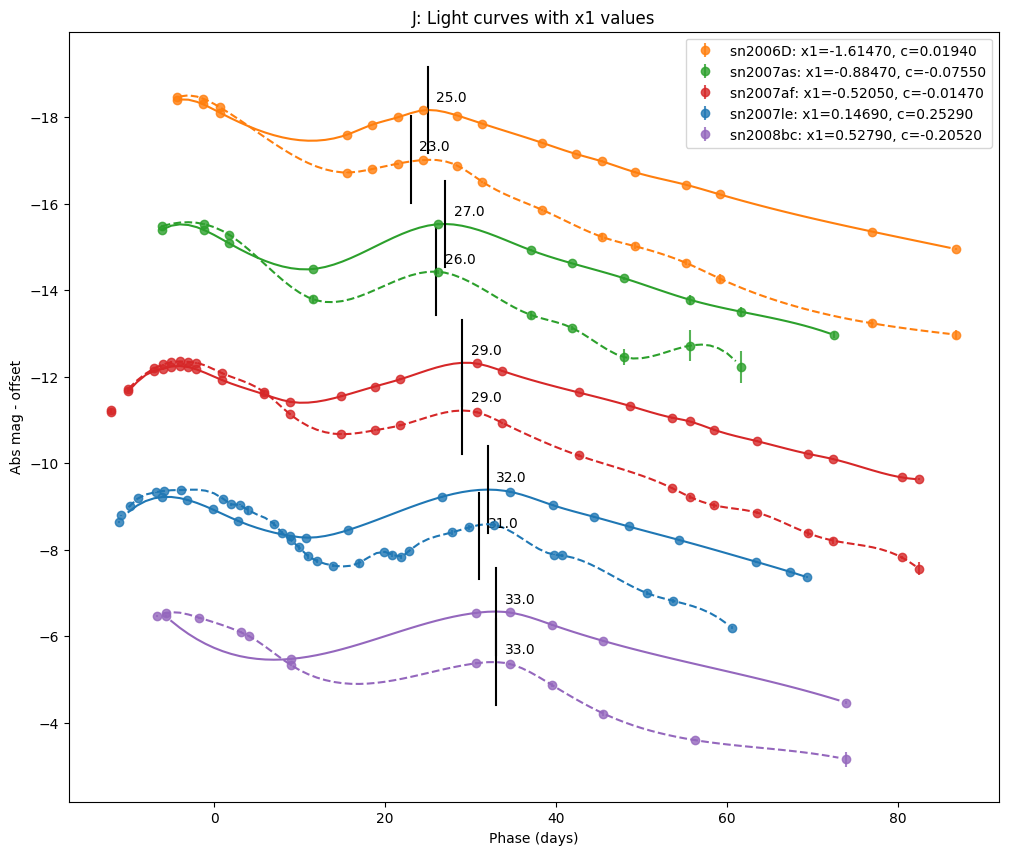 J: Light curves with x1 values
sn2006D: x1=-1.61470, c=0.01940
sn2007as: x1=-0.88470, c=-0.07550
sn2007af: x1=-0.52050, c=-0.01470
sn2007le: x1=0.14690, c=0.25290
sn2008bc: x1=0.52790, c=-0.20520
Abs mag - offset
−18
−16
−14
−12
−10
−8
−6
−4
25.0
23.0
27.0
26.0
29.0
29.0
32.0
31.0
33.0
33.0
0
20
40
60
80
Phase (days)